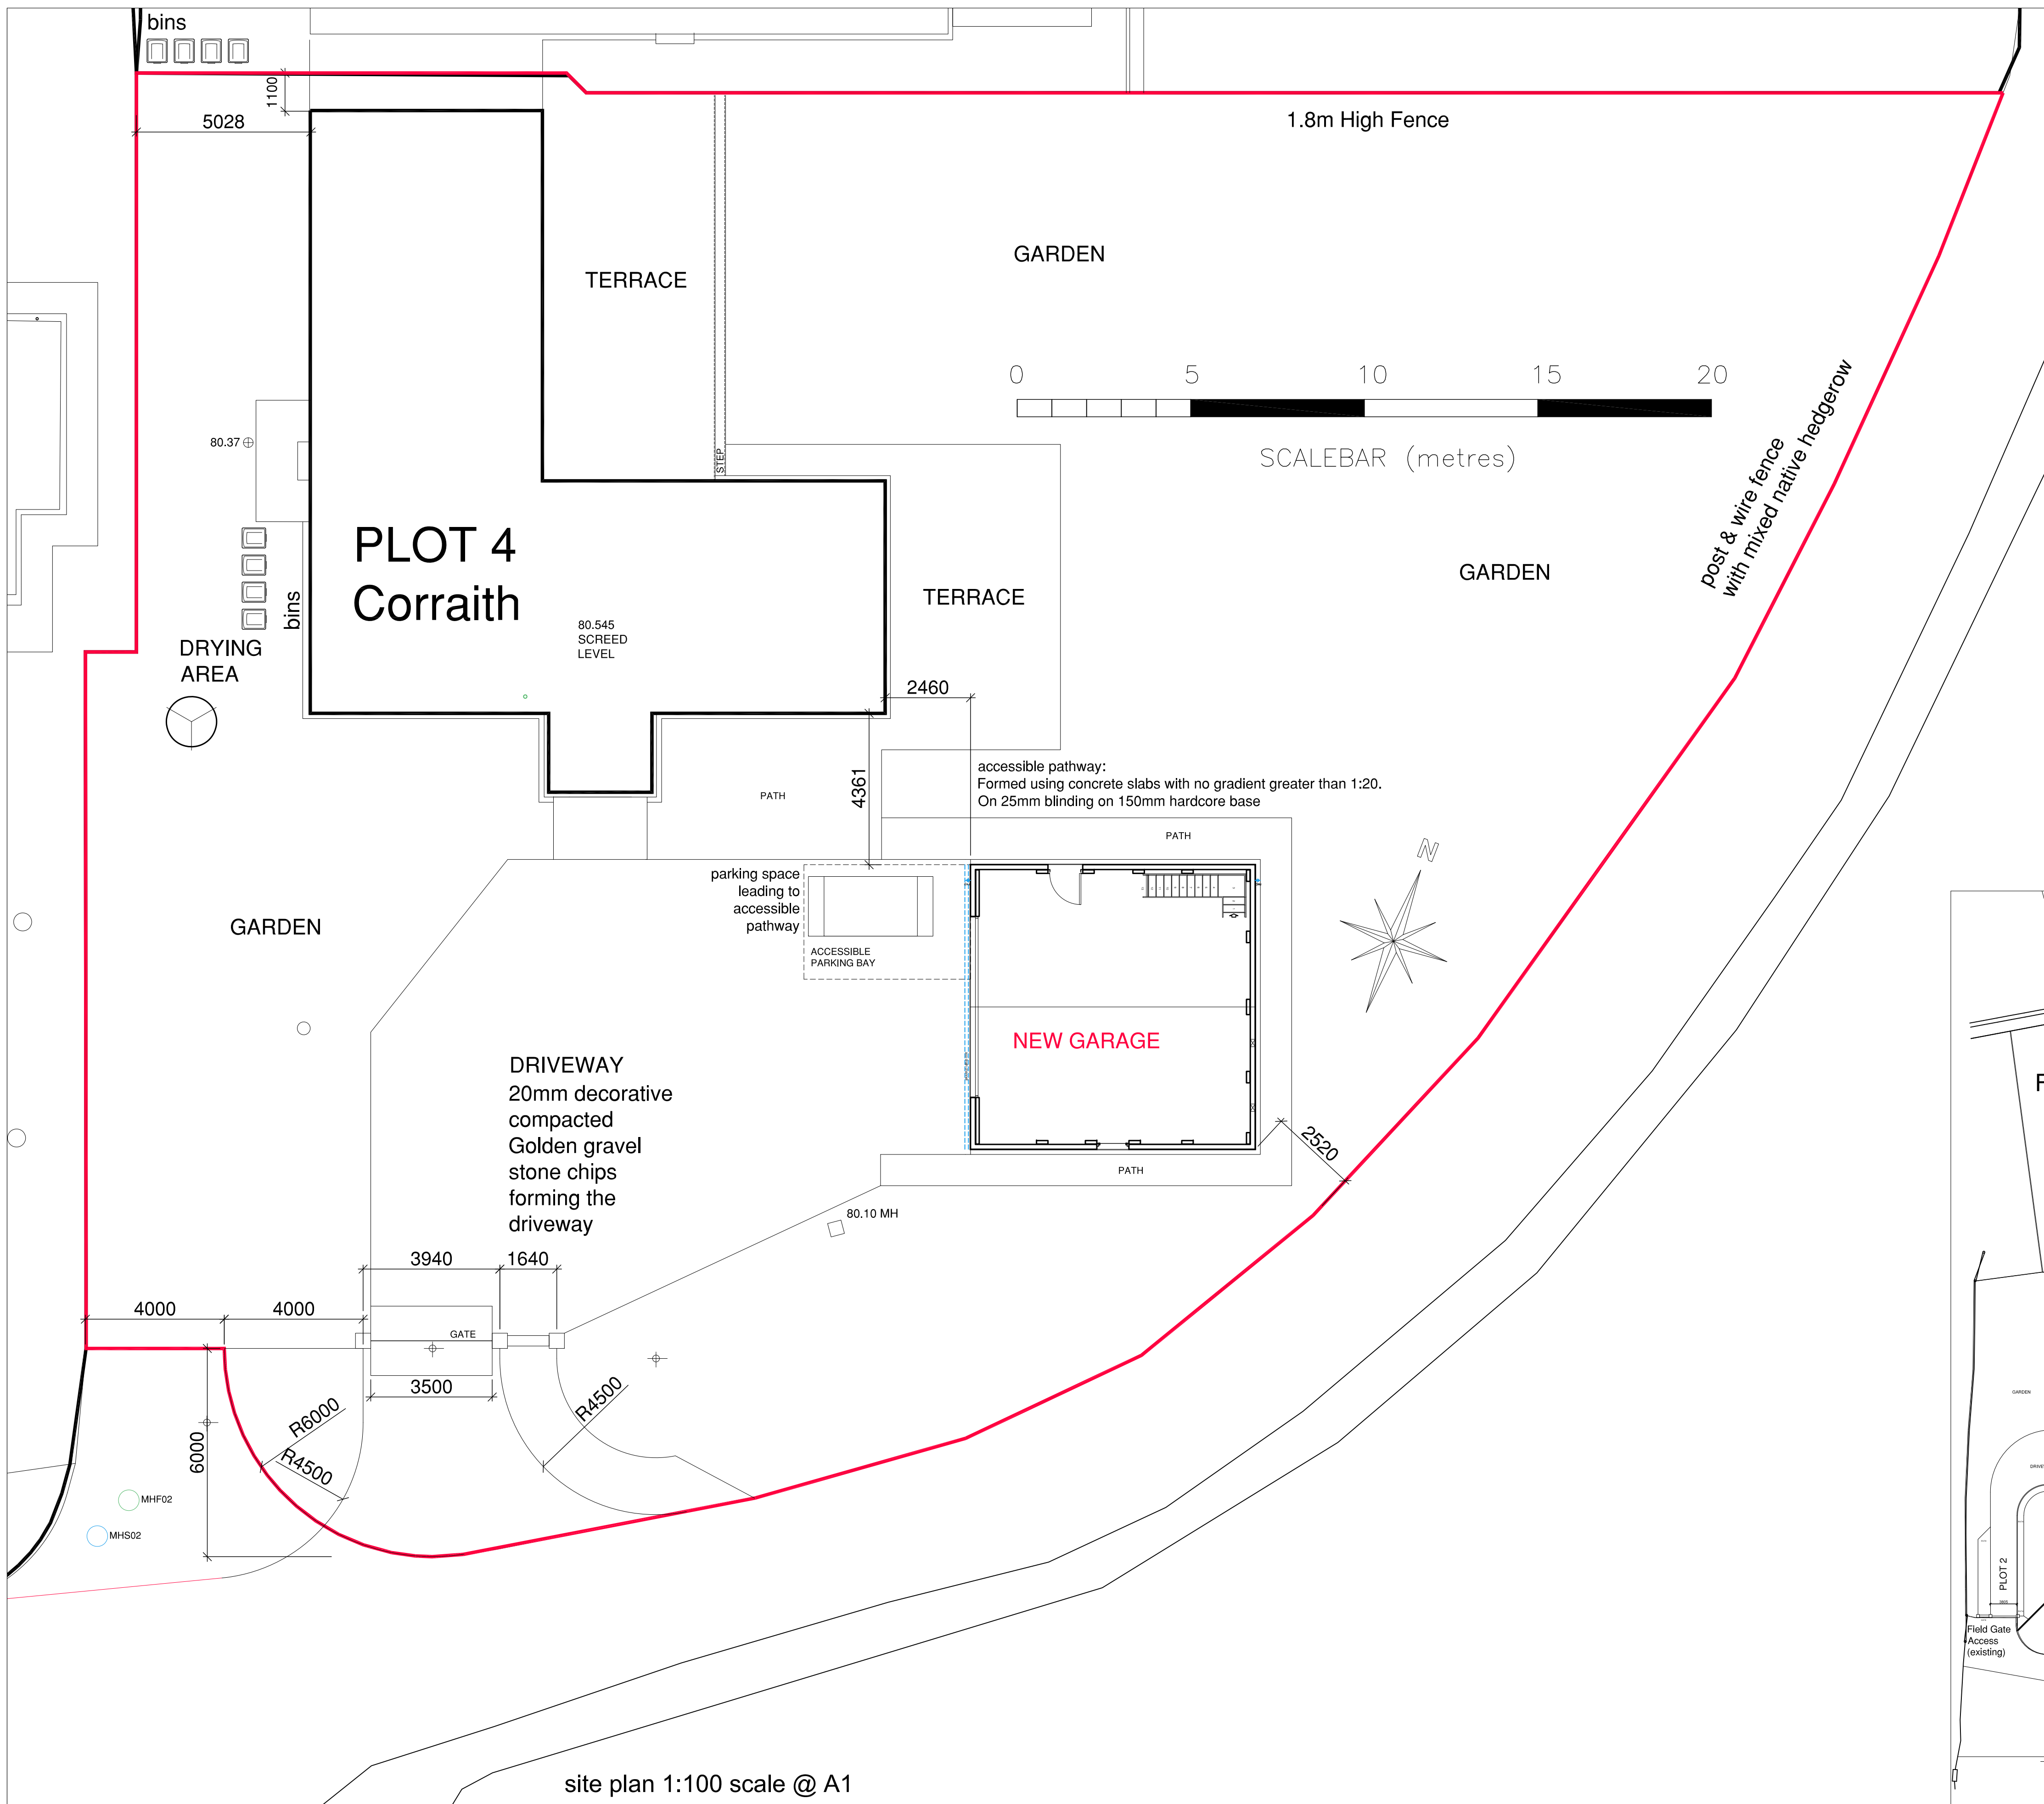 bins
1100
5028
1.8m High Fence
GARDEN
TERRACE
0 5 10 15 20
SCALEBAR (metres)
post & wire fence
with mixed native hedgerow
80.37
STEP
PLOT 4
Corraith
bins
80.545
SCREED
LEVEL
TERRACE
GARDEN
DRYING
AREA
2460
4361
PATH
accessible pathway:
Formed using concrete slabs with no gradient greater than 1:20.
On 25mm blinding on 150mm hardcore base
PATH
N
parking space
leading to
accessible
pathway
ACCESSIBLE
PARKING BAY
GARDEN
NEW GARAGE
DRIVEWAY
20mm decorative
compacted
Golden gravel
stone chips
forming the
driveway
2520
PATH
80.10 MH
3940
1640
4000
4000
GATE
3500
R6000
R4500
R4500
6000
MHF02
MHS02
GARDEN
PLOT 2
Field Gate
Access
(existing)
site plan 1:100 scale @ A1